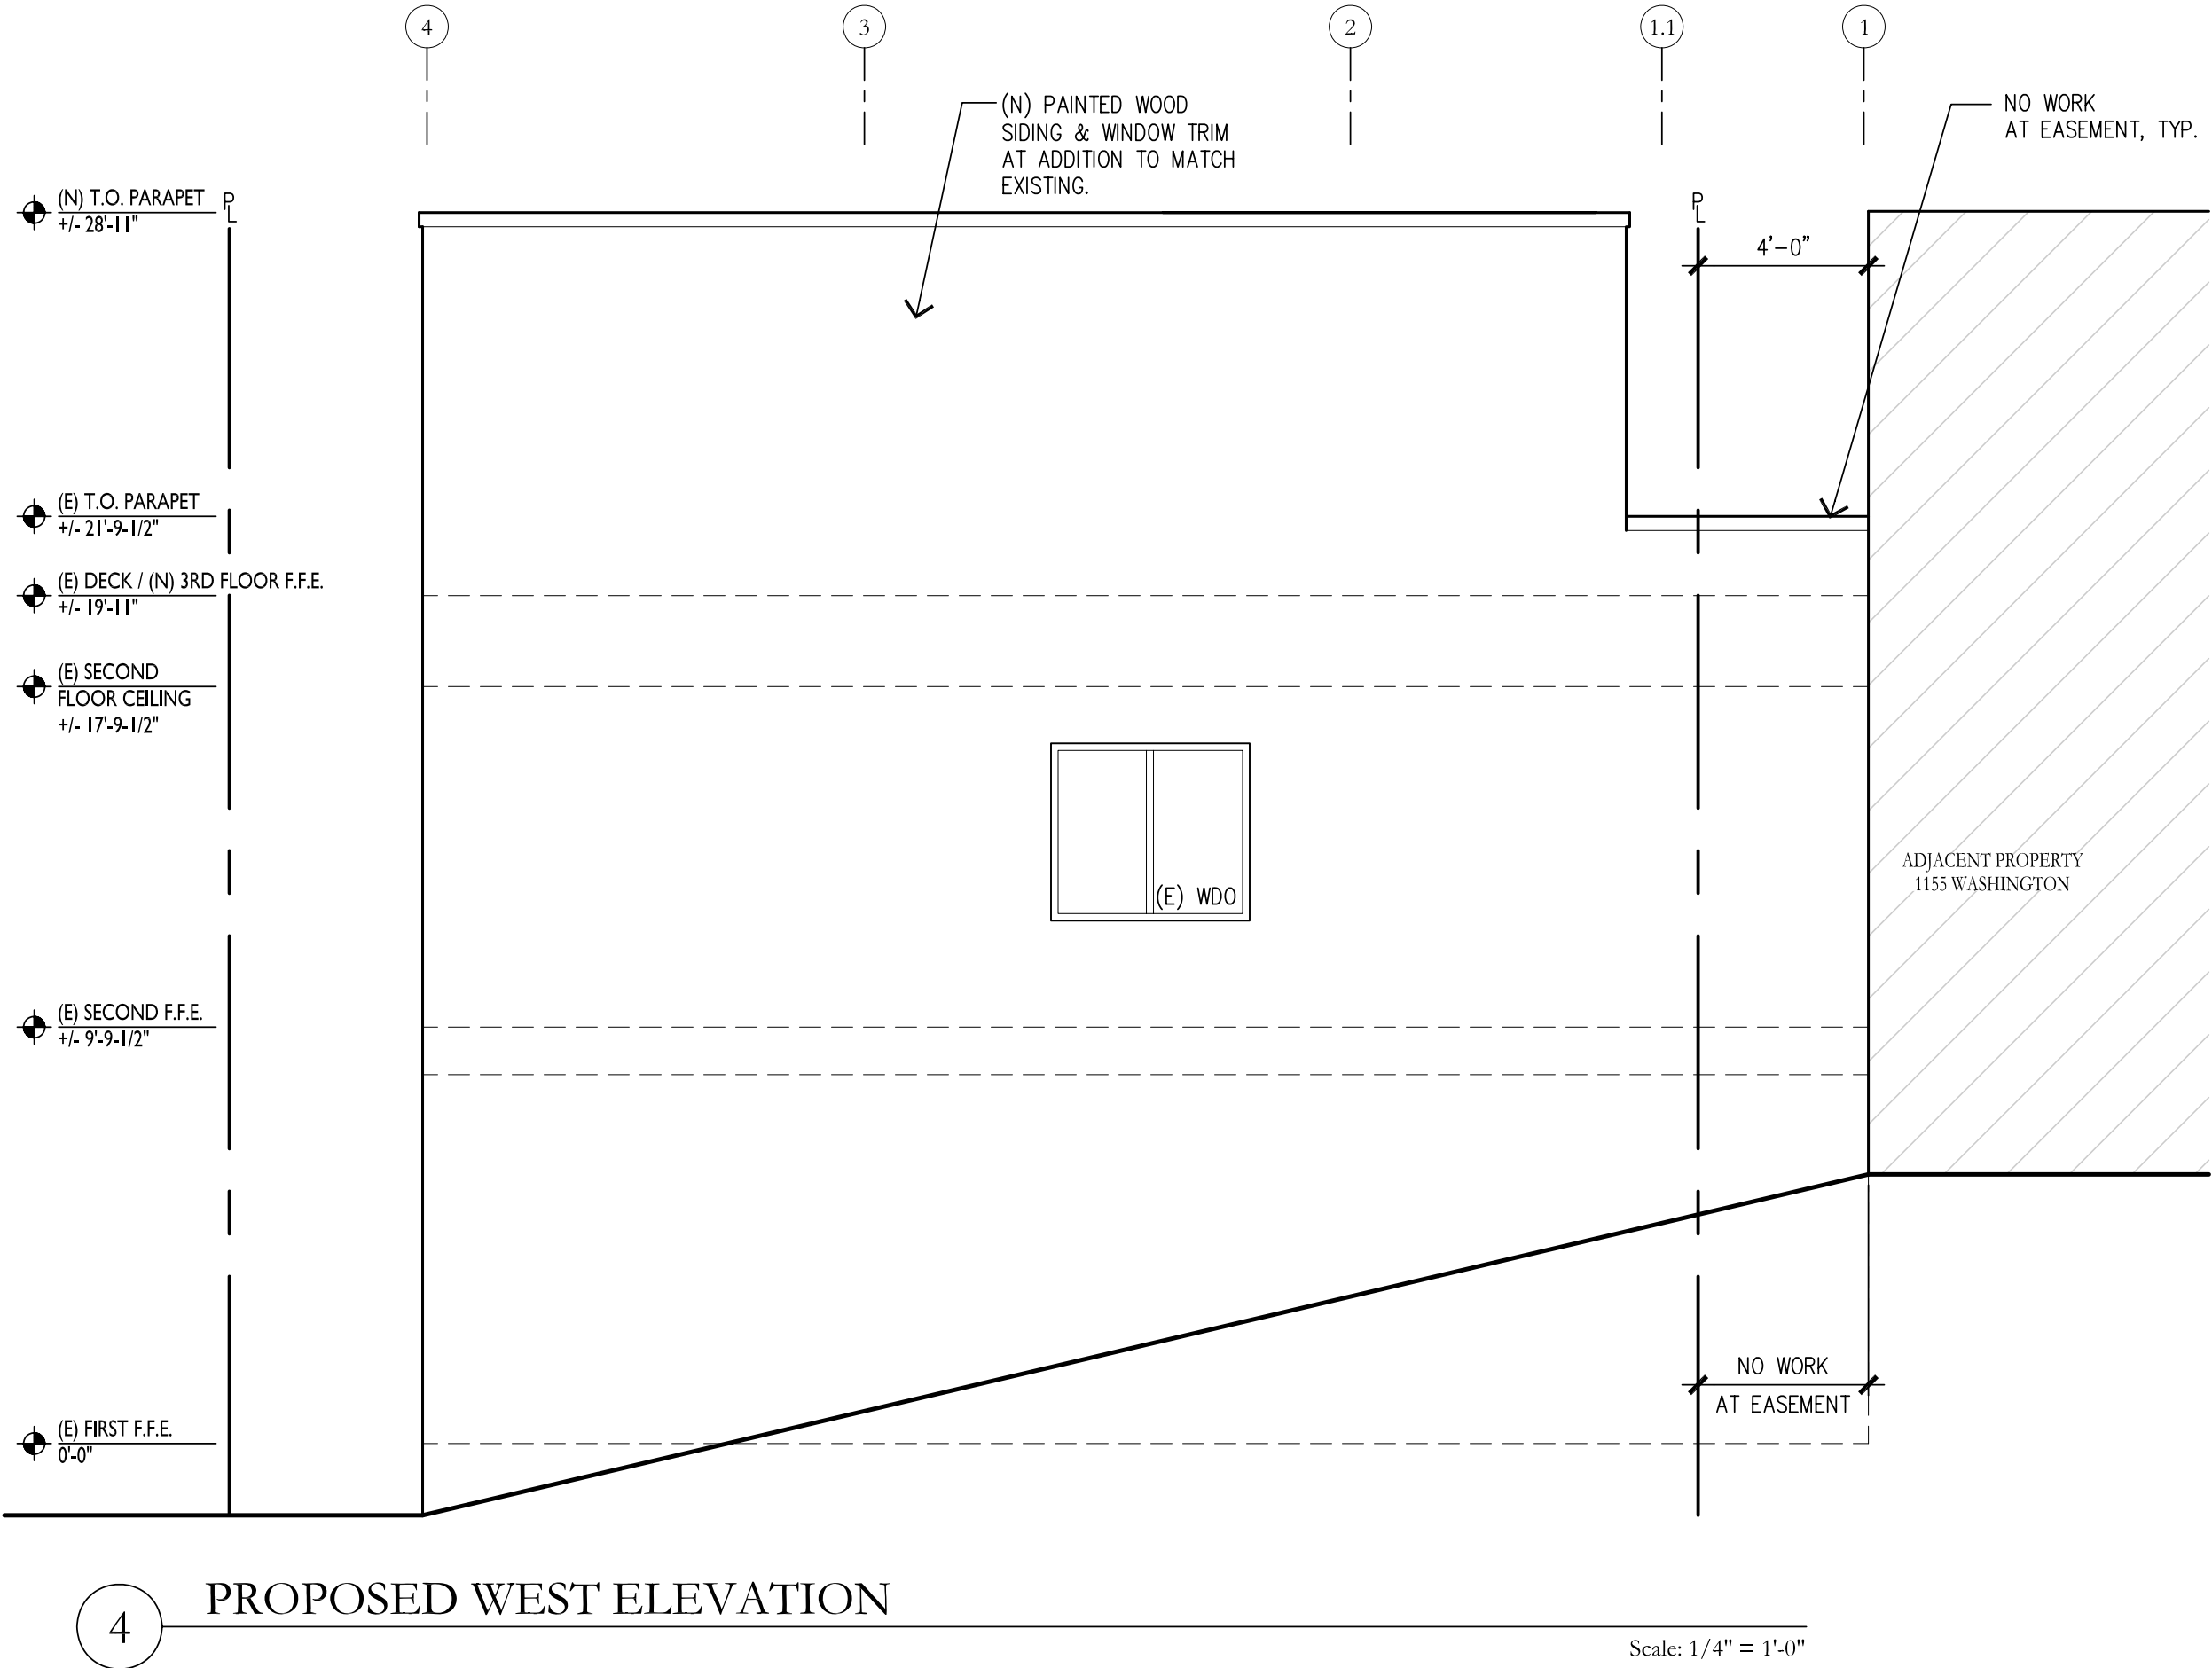 4
3
2
1.1
1
(N) PAINTED WOOD
SIDING & WINDOW TRIM
AT ADDITION TO MATCH
EXISTING.
NO WORK
AT EASEMENT, TYP.
(N) T.O. PARAPET
+/- 28'-11"
PL
PL
4'-0"
(E) T.O. PARAPET
+/- 21'-9-1/2"
(E) DECK / (N) 3RD FLOOR F.F.E.
+/- 19'-11"
(E) SECOND
FLOOR CEILING
+/- 17'-9-1/2"
(E) WDO
ADJACENT PROPERTY
1155 WASHINGTON
(E) SECOND F.F.E.
+/- 9'-9-1/2"
NO WORK
AT EASEMENT
(E) FIRST F.F.E.
0'-0"
4
PROPOSED WEST ELEVATION
Scale: 1/4" = 1'-0"